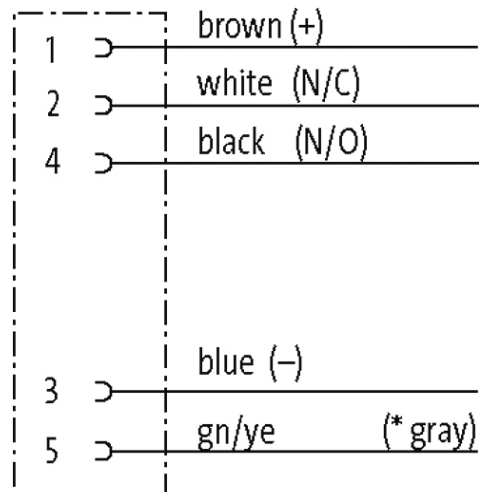 1 brown (+)
2 white (N/C)
4 black (N/O)
3 blue (–)
5 gn/ye (* gray)